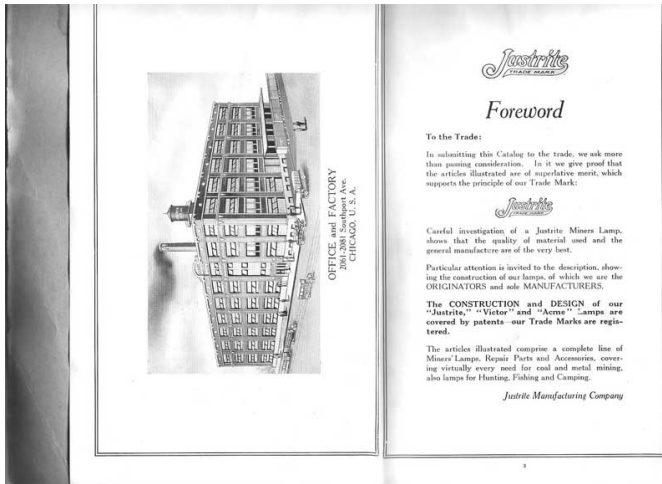 OFFICE and FACTORY
2061-2081 Southport Ave.
CHICAGO, U. S. A.
Justrite
TRADE MARK
Foreword
To the Trade:
In submitting this Catalog to the trade, we ask more
than passing consideration. In it we give proof that
the articles illustrated are of superlative merit, which
supports the principle of our Trade Mark:
Justrite
TRADE MARK
Careful investigation of a Justrite Miners Lamp,
shows that the quality of material used and the
general manufacture are of the very best.
Particular attention is invited to the description, show-
ing the construction of our lamps, of which we are the
ORIGINATORS and sole MANUFACTURERS.
The CONSTRUCTION and DESIGN of our
"Justrite," "Victor" and "Acme" Lamps are
covered by patents—our Trade Marks are regis-
tered.
The articles illustrated comprise a complete line of
Miners' Lamps, Repair Parts and Accessories, cover-
ing virtually every need for coal and metal mining,
also lamps for Hunting, Fishing and Camping.
Justrite Manufacturing Company
3